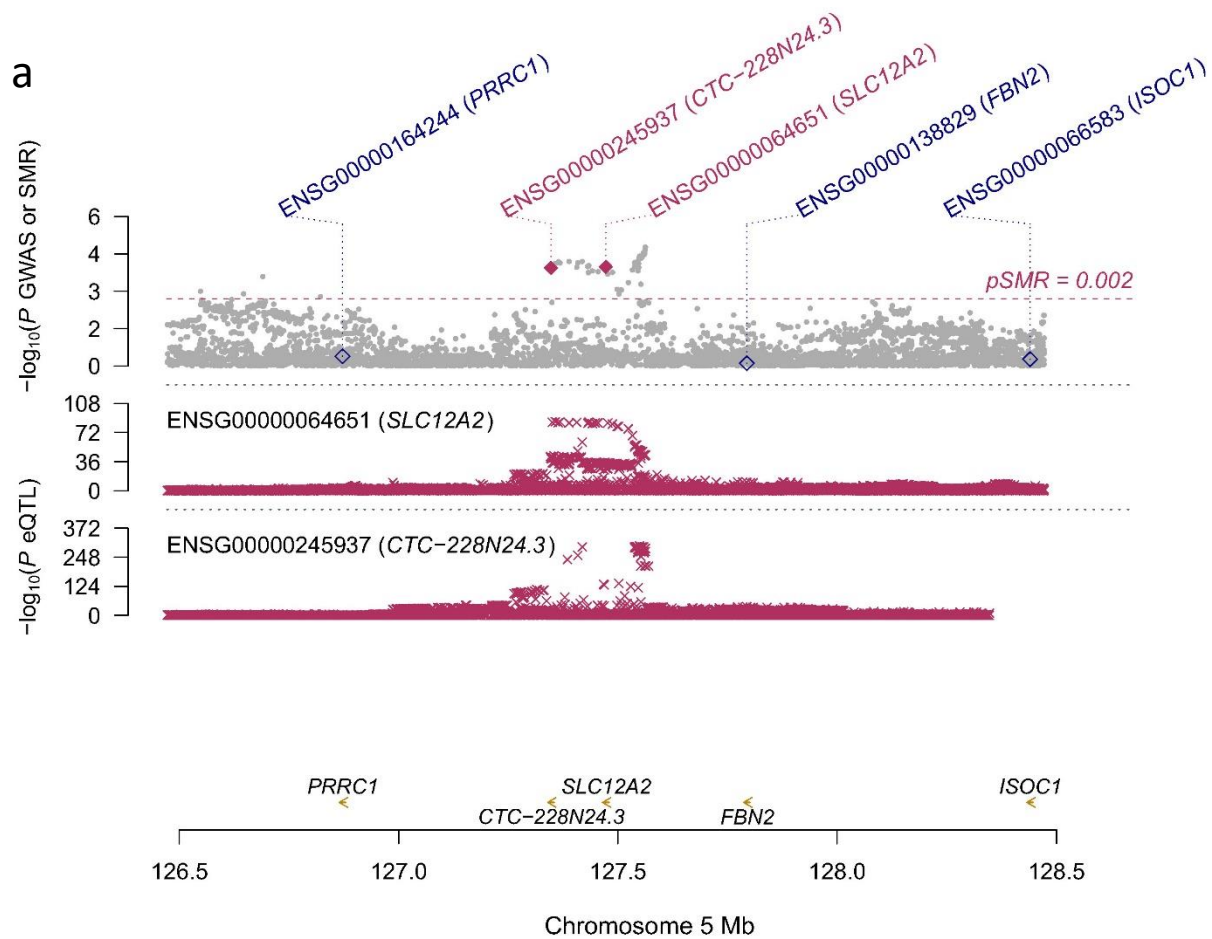 a
ENSG00000164244 (PRRC1)
ENSG00000245937 (CTC−228N24.3)
ENSG00000064651 (SLC12A2)
ENSG00000138829 (FBN2)
ENSG00000066583 (ISOC1)
−log10(P GWAS or SMR)
6
4
3
2
0
pSMR = 0.002
−log10(P eQTL)
108
72
36
0
ENSG00000064651 (SLC12A2)
372
248
124
0
ENSG00000245937 (CTC−228N24.3)
PRRC1
SLC12A2
ISOC1
CTC−228N24.3
FBN2
126.5 127.0 127.5 128.0 128.5
Chromosome 5 Mb